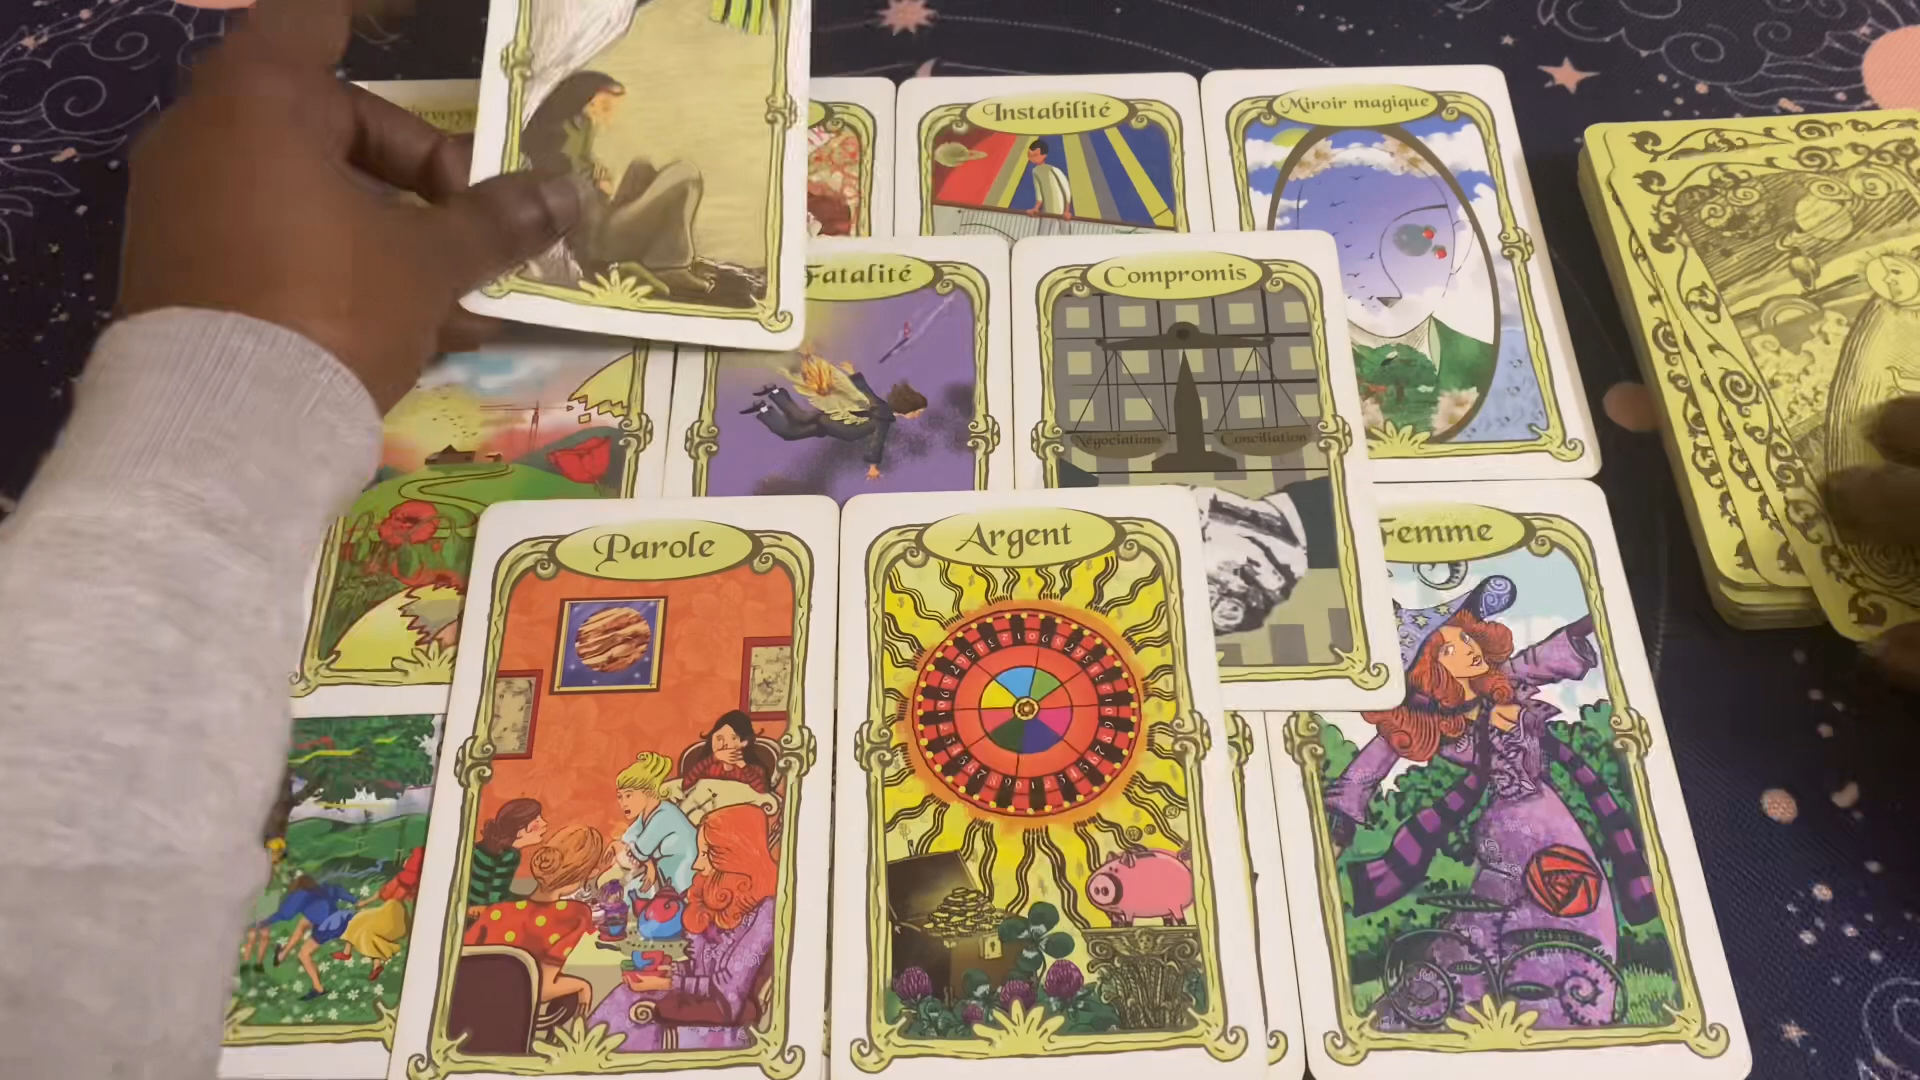 Instabilité
Miroir magique
Fatalité
Compromis
Négociations
Conciliation
Parole
Argent
Femme